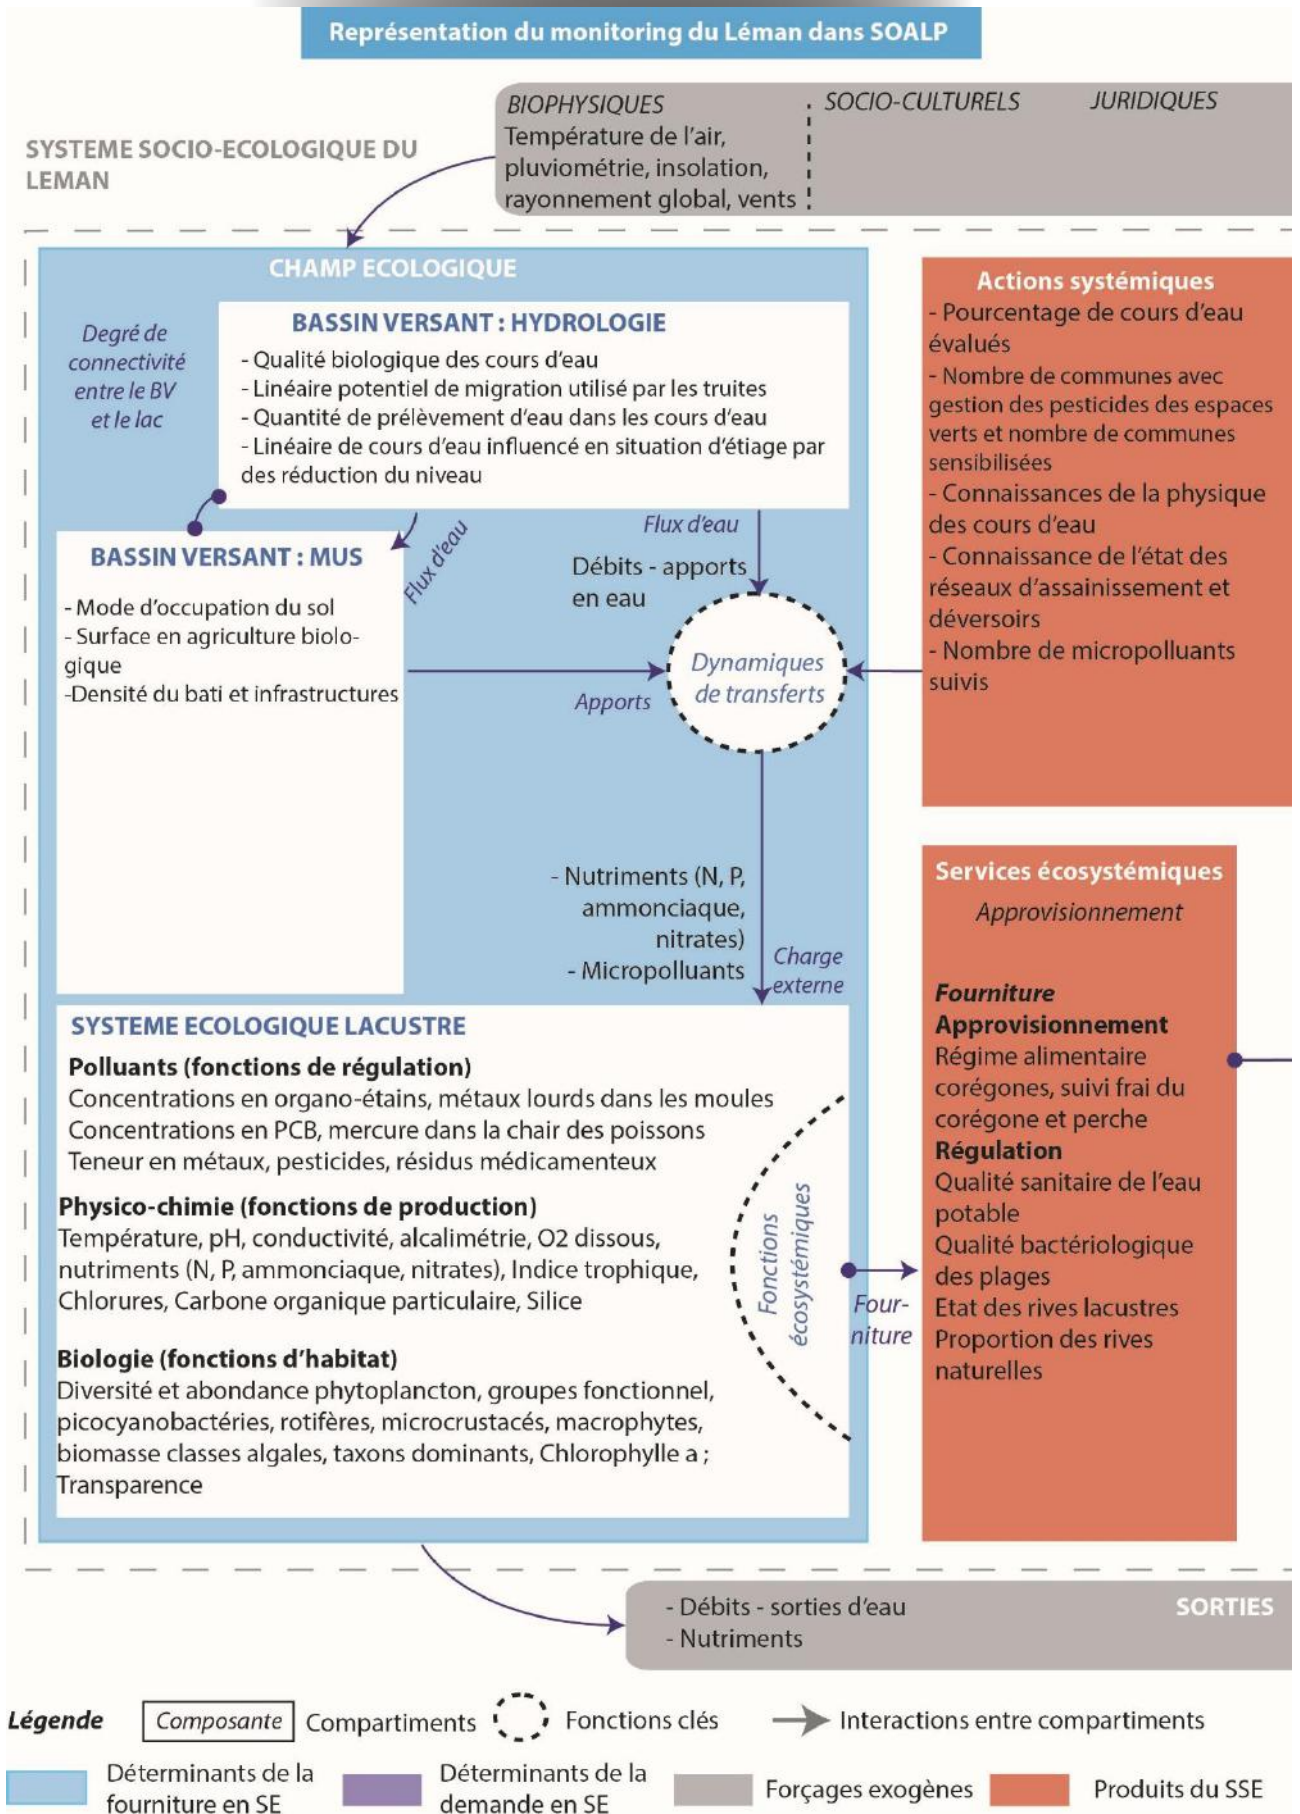 Représentation du monitoring du Léman dans SOALP
BIOPHYSIQUES
Température de l'air,
pluviométrie, insolation,
rayonnement global, vents
SOCIO-CULTURELS
JURIDIQUES
SYSTEME SOCIO-ECOLOGIQUE DU
LEMAN
CHAMP ECOLOGIQUE
Degré de
connectivité
entre le BV
et le lac
BASSIN VERSANT : HYDROLOGIE
- Qualité biologique des cours d'eau
- Linéaire potentiel de migration utilisé par les truites
- Quantité de prélèvement d'eau dans les cours d'eau
- Linéaire de cours d'eau influencé en situation d'étiage par
des réduction du niveau
Flux d'eau
Flux d'eau
Débits - apports
en eau
BASSIN VERSANT : MUS
- Mode d'occupation du sol
- Surface en agriculture biolo-
gique
-Densité du bati et infrastructures
Apports
Dynamiques
de transferts
- Nutriments (N, P,
ammonciaque,
nitrates)
- Micropolluants
Charge
externe
Actions systémiques
- Pourcentage de cours d'eau
évalués
- Nombre de communes avec
gestion des pesticides des espaces
verts et nombre de communes
sensibilisées
- Connaissances de la physique
des cours d'eau
- Connaissance de l'état des
réseaux d'assainissement et
déversoirs
- Nombre de micropolluants
suivis
SYSTEME ECOLOGIQUE LACUSTRE
Polluants (fonctions de régulation)
Concentrations en organo-étains, métaux lourds dans les moules
Concentrations en PCB, mercure dans la chair des poissons
Teneur en métaux, pesticides, résidus médicamenteux
Physico-chimie (fonctions de production)
Température, pH, conductivité, alcalimétrie, O2 dissous,
nutriments (N, P, ammonciaque, nitrates), Indice trophique,
Chlorures, Carbone organique particulaire, Silice
Biologie (fonctions d'habitat)
Diversité et abondance phytoplancton, groupes fonctionnel,
picocyanobactéries, rotifères, microcrustacés, macrophytes,
biomasse classes algales, taxons dominants, Chlorophylle a ;
Transparence
Fonctions
écosystémiques
Four-
niture
Services écosystémiques
Approvisionnement
Fourniture
Approvisionnement
Régime alimentaire
corégones, suivi frai du
corégone et perche
Régulation
Qualité sanitaire de l'eau
potable
Qualité bactériologique
des plages
Etat des rives lacustres
Proportion des rives
naturelles
- Débits - sorties d'eau
- Nutriments
SORTIES
Légende
Composante
Compartiments
Fonctions clés
Interactions entre compartiments
Déterminants de la
fourniture en SE
Déterminants de la
demande en SE
Forçages exogènes
Produits du SSE